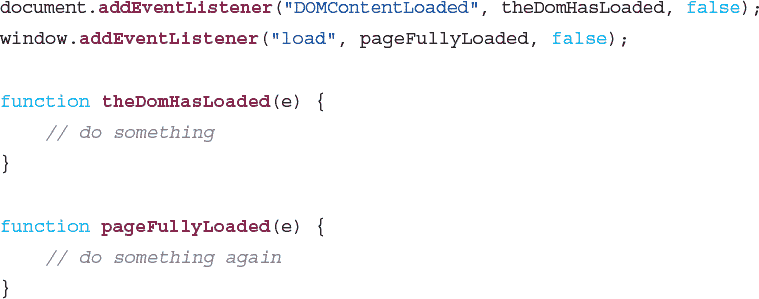 document.addEventListener("DOMContentLoaded", theDomHasLoaded, false);
window.addEventListener("load", pageFullyLoaded, false);

function theDomHasLoaded(e) {
    // do something
}

function pageFullyLoaded(e) {
    // do something again
}